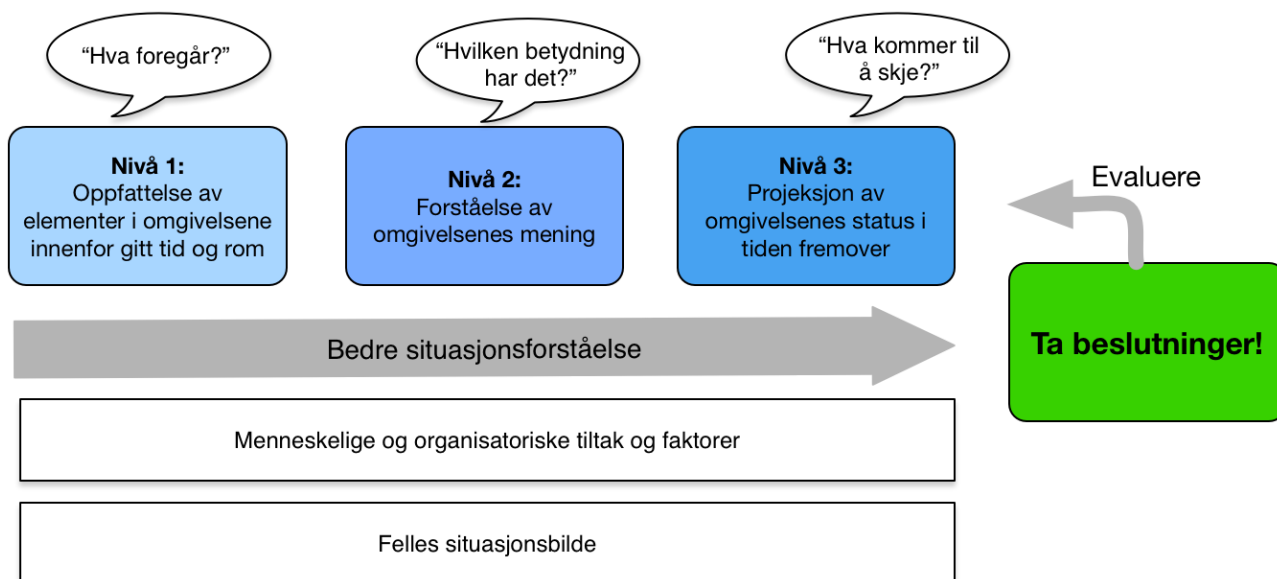 “Hva foregår?”
“Hvilken betydning
har det?”
“Hva kommer til
å skje?”
Nivå 1:
Oppfattelse av
elementer i omgivelsene
innenfor gitt tid og rom
Nivå 2:
Forståelse av
omgivelsenes mening
Nivå 3:
Projeksjon av
omgivelsenes status i
tiden fremover
Evaluere
Ta beslutninger!
Bedre situasjonsforståelse
Menneskelige og organisatoriske tiltak og faktorer
Felles situasjonsbilde